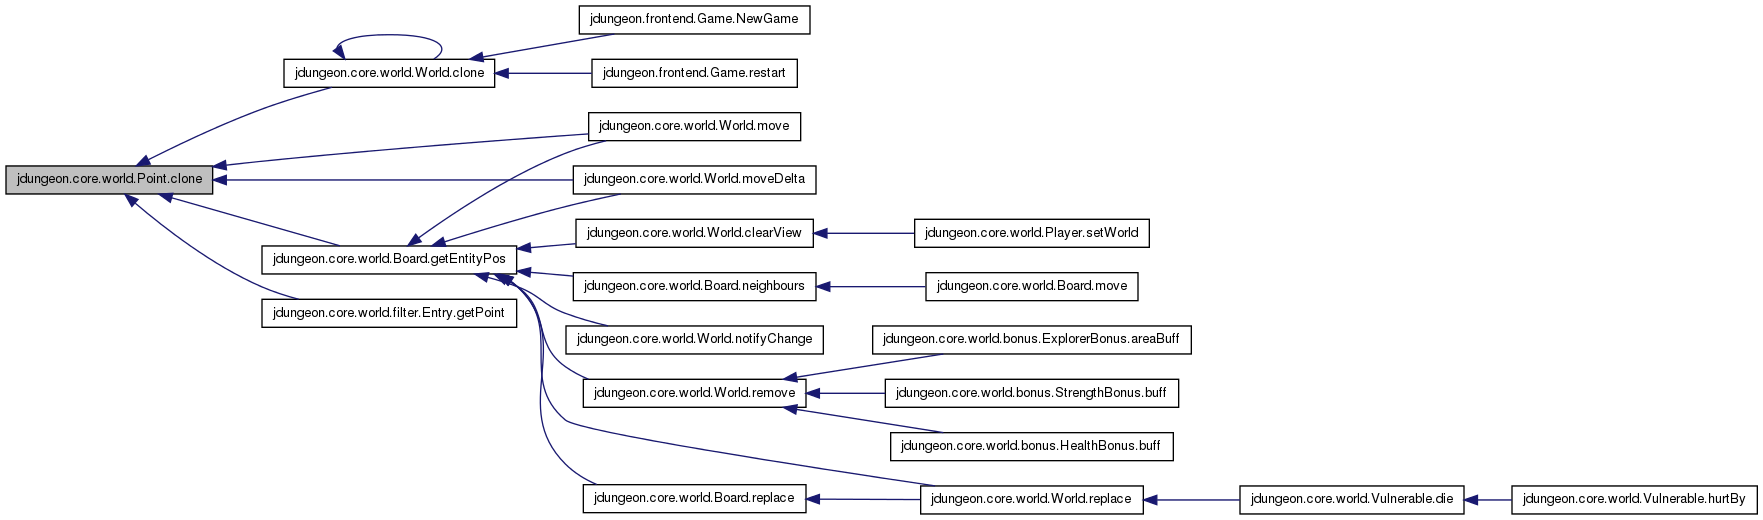 jdungeon.frontend.Game.NewGame
jdungeon.core.world.World.clone
jdungeon.frontend.Game.restart
jdungeon.core.world.World.move
jdungeon.core.world.Point.clone
jdungeon.core.world.World.moveDelta
jdungeon.core.world.World.clearView
jdungeon.core.world.Player.setWorld
jdungeon.core.world.Board.getEntityPos
jdungeon.core.world.Board.neighbours
jdungeon.core.world.Board.move
jdungeon.core.world.filter.Entry.getPoint
jdungeon.core.world.World.notifyChange
jdungeon.core.world.bonus.ExplorerBonus.areaBuff
jdungeon.core.world.World.remove
jdungeon.core.world.bonus.StrengthBonus.buff
jdungeon.core.world.bonus.HealthBonus.buff
jdungeon.core.world.Board.replace
jdungeon.core.world.World.replace
jdungeon.core.world.Vulnerable.die
jdungeon.core.world.Vulnerable.hurtBy